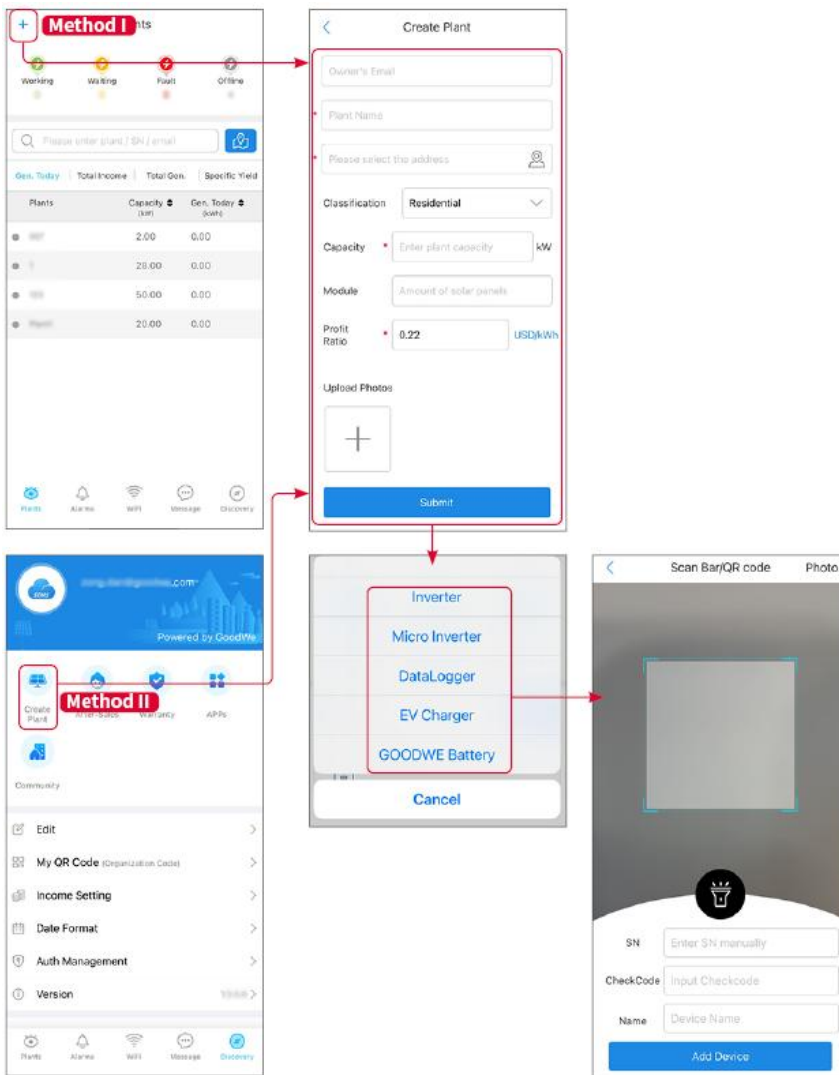 + Method I nts
Working Waiting Fault Offline
Please enter plant / SN / email
Gen. Today Total Income Total Gen. Specific Yield
Plants Capacity (kW) Gen. Today (kWh)
2.00 0.00
28.00 0.00
50.00 0.00
20.00 0.00
Plants Alarms WiFi Message Discovery
Create Plant
Owner's Email
* Plant Name
* Please select the address
Classification Residential
Capacity * Enter plant capacity kW
Module Amount of solar panels
Profit Ratio * 0.22 USD/kWh
Upload Photos
+
Submit
SEMS
.com
Powered by GoodWe
Create Plant Method II After-Sales Warranty APPs
Community
Edit
My QR Code (Organization Code)
Income Setting
Date Format
Auth Management
Version
Plants Alarms WiFi Message Discovery
Inverter
Micro Inverter
DataLogger
EV Charger
GOODWE Battery
Cancel
Scan Bar/QR code Photo
SN Enter SN manually
CheckCode Input Checkcode
Name Device Name
Add Device